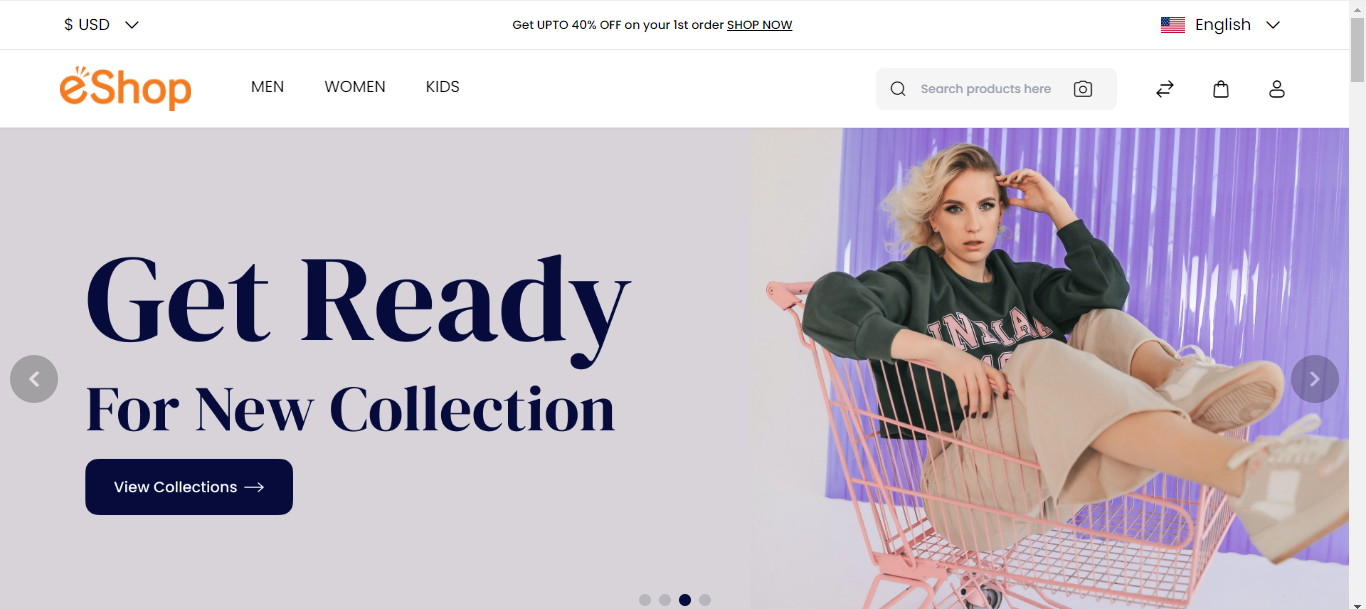 $ USD
Get UPTO 40% OFF on your 1st order SHOP NOW
English
eShop
MEN
WOMEN
KIDS
Search products here
Get Ready
For New Collection
View Collections
INDIAN